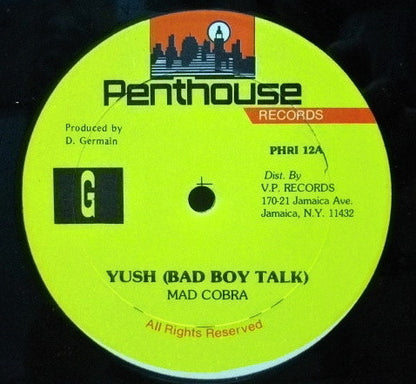 Penthouse
RECORDS
Produced by
D. Germain
PHRI 12A
Dist. By
V.P. RECORDS
170-21 Jamaica Ave.
Jamaica, N.Y. 11432
G
YUSH (BAD BOY TALK)
MAD COBRA
All Rights Reserved